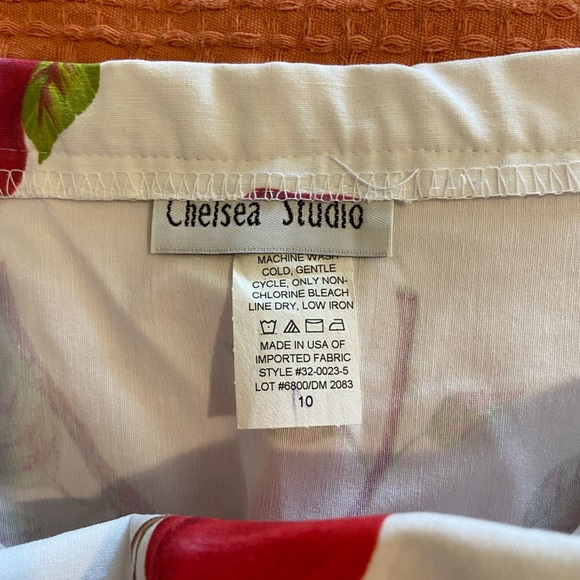 Chelsea Studio
MACHINE WASH
COLD, GENTLE
CYCLE, ONLY NON-
CHLORINE BLEACH
LINE DRY, LOW IRON
MADE IN USA OF
IMPORTED FABRIC
STYLE #32-0023-5
LOT #6800/DM 2083
10